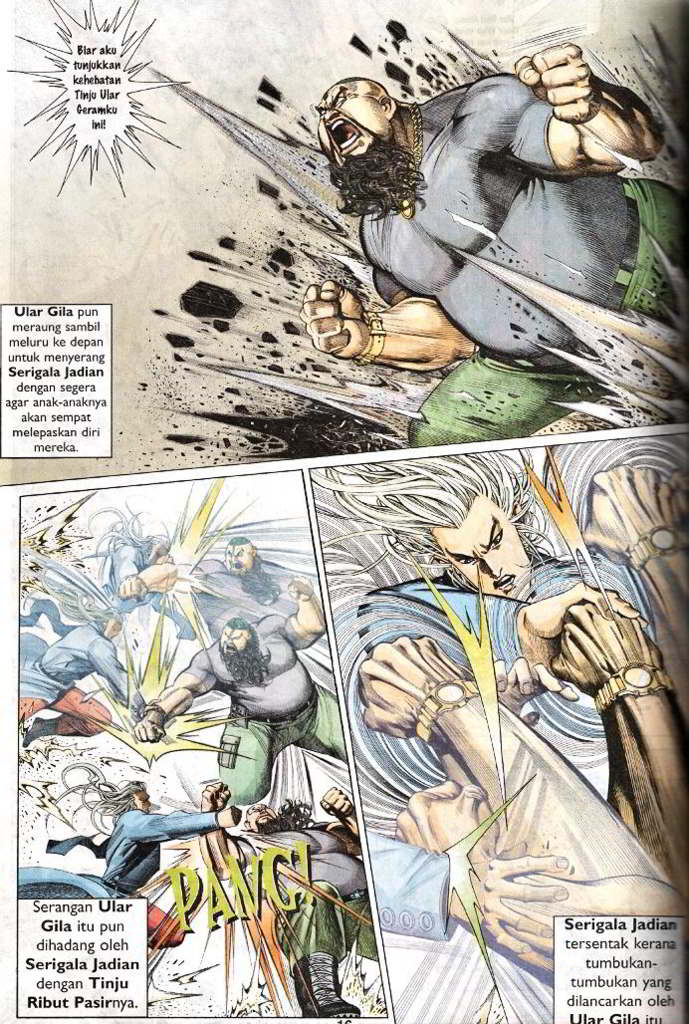 Biar aku
tunjukkan
kehebatan
Tinju Ular
Geramku
ini!
Ular Gila pun
meraung sambil
meluru ke depan
untuk menyerang
Serigala Jadian
dengan segera
agar anak-anaknya
akan sempat
melepaskan diri
mereka.
PANG!
Serangan Ular
Gila itu pun
dihadang oleh
Serigala Jadian
dengan Tinju
Ribut Pasirnya.
Serigala Jadian
tersentak kerana
tumbukan-
tumbukan yang
dilancarkan oleh
Ular Gila itu
16